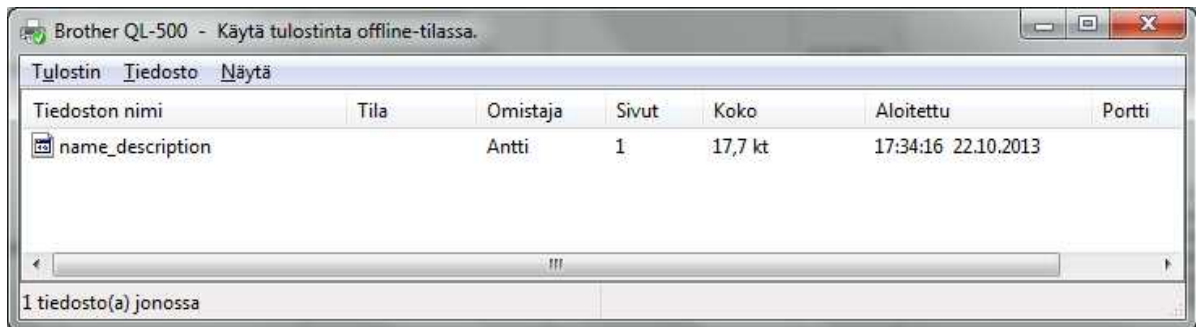 Brother QL-500 - Käytä tulostinta offline-tilassa.
Tulostin Tiedosto Näytä
Tiedoston nimi Tila Omistaja Sivut Koko Aloitettu Portti
name_description Antti 1 17,7 kt 17:34:16 22.10.2013
1 tiedosto(a) jonossa